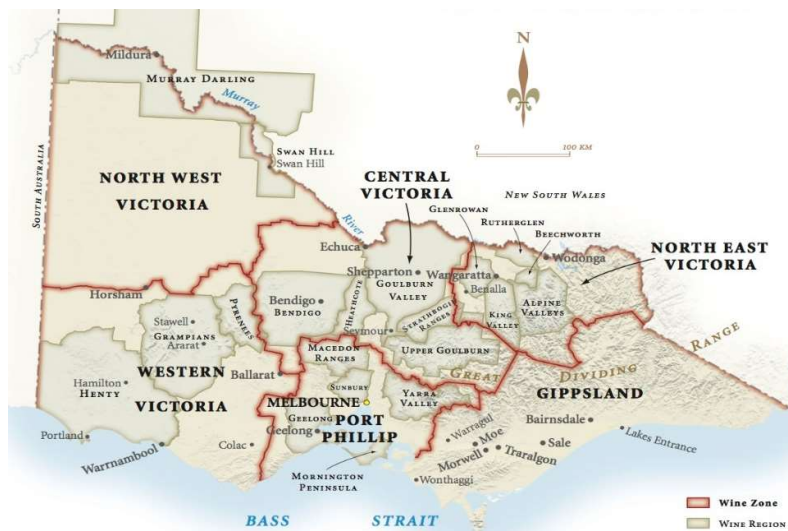 N
Mildura
MURRAY DARLING
Murray
0
100 KM
SWAN HILL
Swan Hill
SOUTH AUSTRALIA
NORTH WEST
VICTORIA
CENTRAL
VICTORIA
NEW SOUTH WALES
GLENROWAN
RUTHERGLEN
BEECHWORTH
River
Echuca
Wodonga
NORTH EAST
VICTORIA
Shepparton
GOULBURN
VALLEY
Wangaratta
Benalla
KING
VALLEY
ALPINE
VALLEYS
Horsham
Bendigo
BENDIGO
HEATHCOTE
PYRENEES
Stawell
GRAMPIANS
Ararat
Seymour
STRATHBOGIE
RANGES
MACEDON
RANGES
UPPER GOULBURN
GREAT
DIVIDING
RANGE
WESTERN
VICTORIA
Ballarat
Hamilton
HENTY
SUNBURY
MELBOURNE
YARRA
VALLEY
GIPPSLAND
GEELONG
Geelong
PORT
PHILLIP
Portland
Warrnambool
Colac
Warragul
Moe
Morwell
Traralgon
Bairnsdale
Sale
Lakes Entrance
Wonthaggi
MORNINGTON
PENINSULA
BASS STRAIT
WINE ZONE
WINE REGION